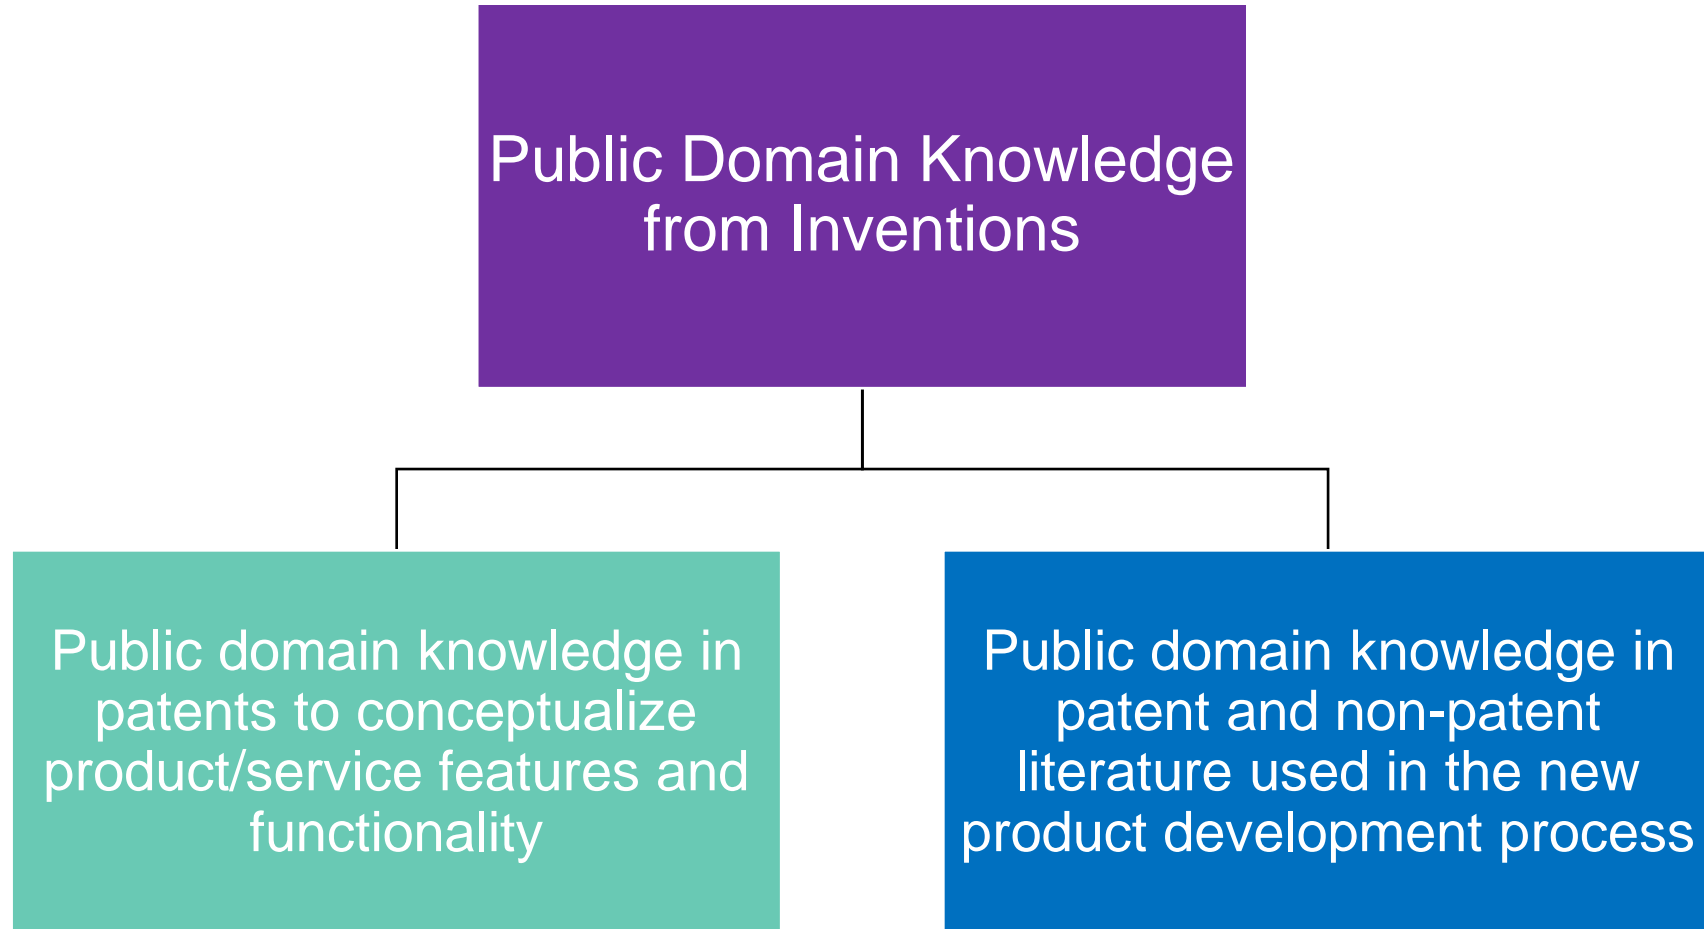 Public Domain Knowledge
from Inventions
Public domain knowledge in
patents to conceptualize
product/service features and
functionality
Public domain knowledge in
patent and non-patent
literature used in the new
product development process